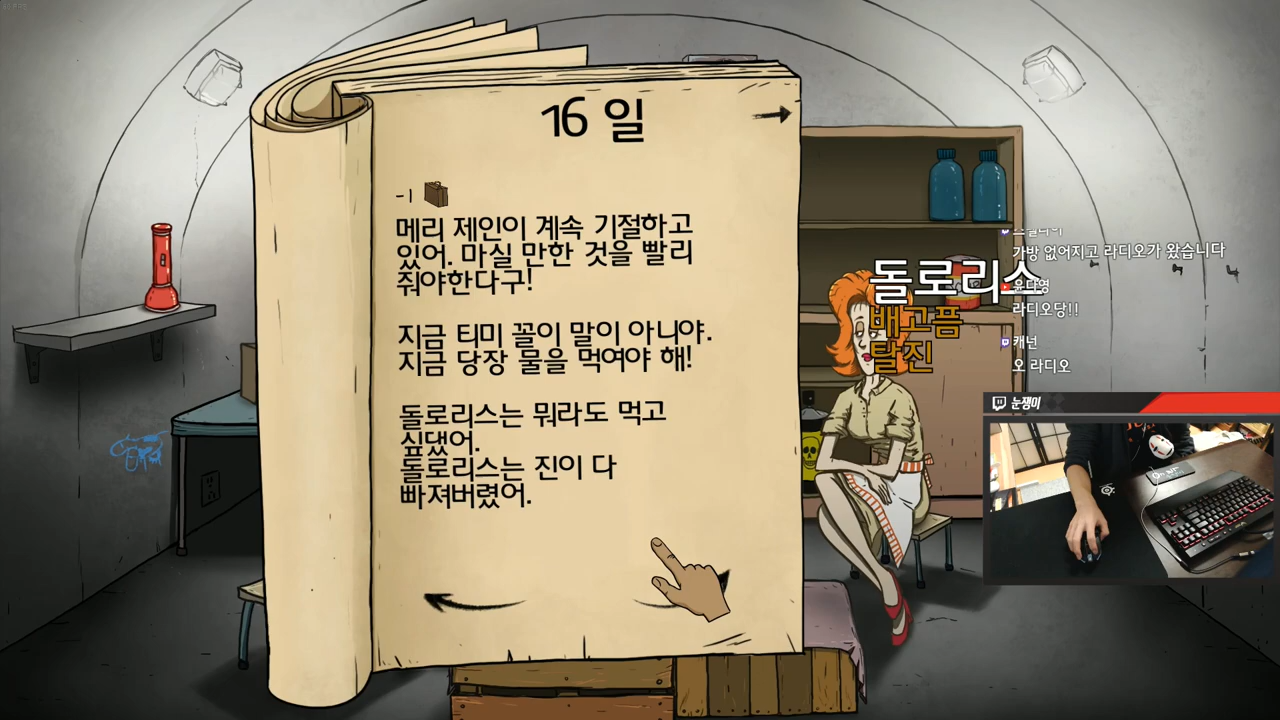 16 일
-1
메리 제인이 계속 기절하고
있어. 마실 만한 것을 빨리
줘야한다구!
지금 티미 꼴이 말이 아니야.
지금 당장 물을 먹여야 해!
돌로리스는 뭐라도 먹고
싶댔어.
돌로리스는 진이 다
빠져버렸어.
돌로리스
배고픔
탈진
가방 없어지고 라디오가 왔습니다
윤다영
라디오당!!
캐넌
오 라디오
눈쟁이